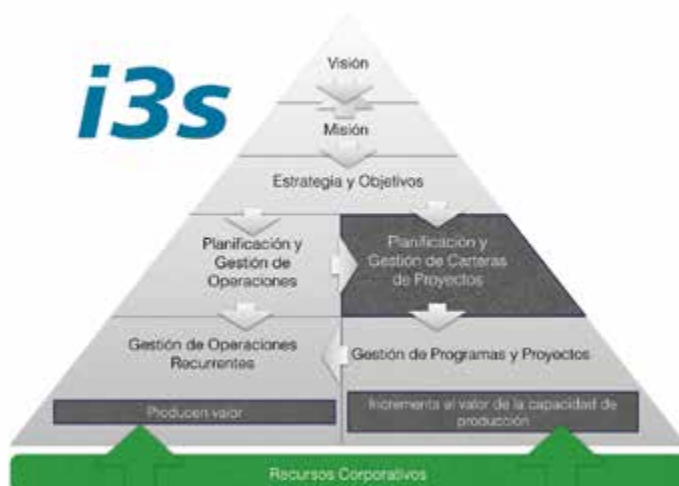 i3s
Visión
Misión
Estrategia y Objetivos
Planificación y
Gestión de
Operaciones
Planificación y
Gestión de Carteras
de Proyectos
Gestión de Operaciones
Recurrentes
Gestión de Programas y Proyectos
Producen valor
Incrementa el valor de la capacidad de
producción
Recursos Corporativos